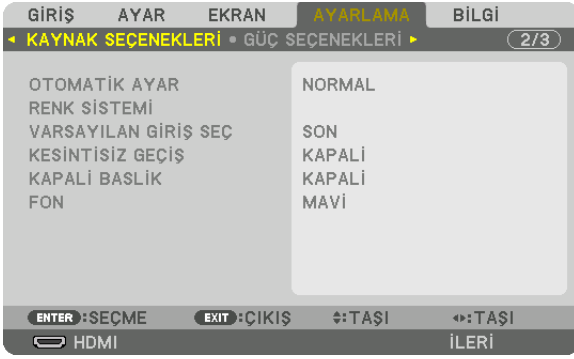 GİRİŞ AYAR EKRAN AYARLAMA BİLGİ
KAYNAK SEÇENEKLERİ • GÜÇ SEÇENEKLERİ 2/3
OTOMATİK AYAR NORMAL
RENK SİSTEMİ
VARSAYILAN GİRİŞ SEÇ SON
KESİNTİSİZ GEÇİŞ KAPALİ
KAPALİ BASLİK KAPALİ
FON MAVİ
ENTER :SEÇME EXIT :ÇIKIŞ :TAŞI :TAŞI
HDMI İLERİ